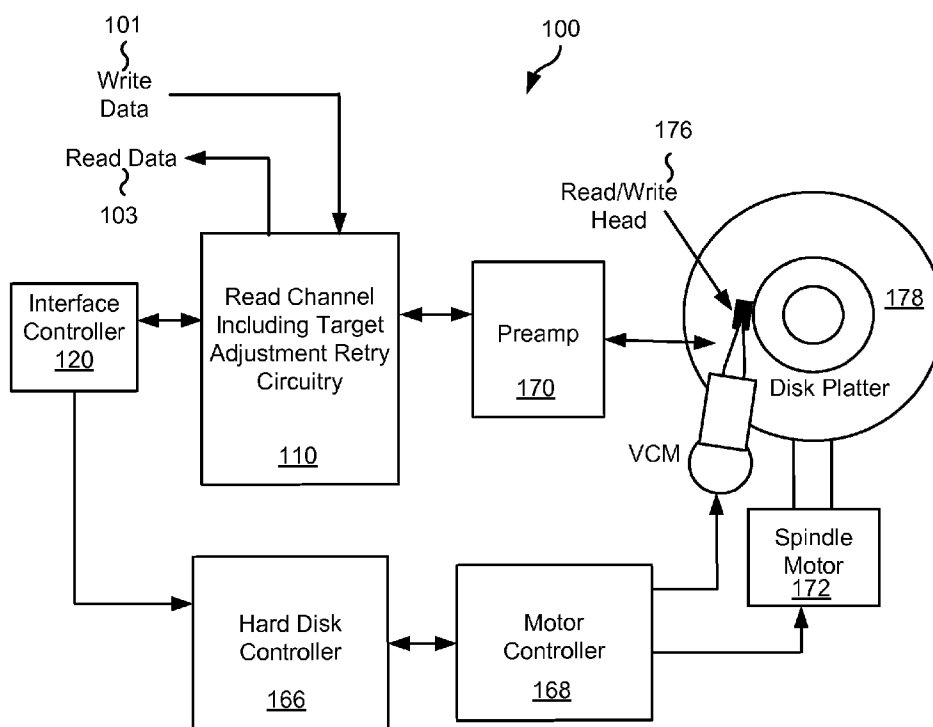 101
Write
Data
100
Read Data
103
176
Read/Write
Head
Interface
Controller
120
Read Channel
Including Target
Adjustment Retry
Circuitry
110
Preamp
170
178
Disk Platter
VCM
Spindle
Motor
172
Hard Disk
Controller
166
Motor
Controller
168